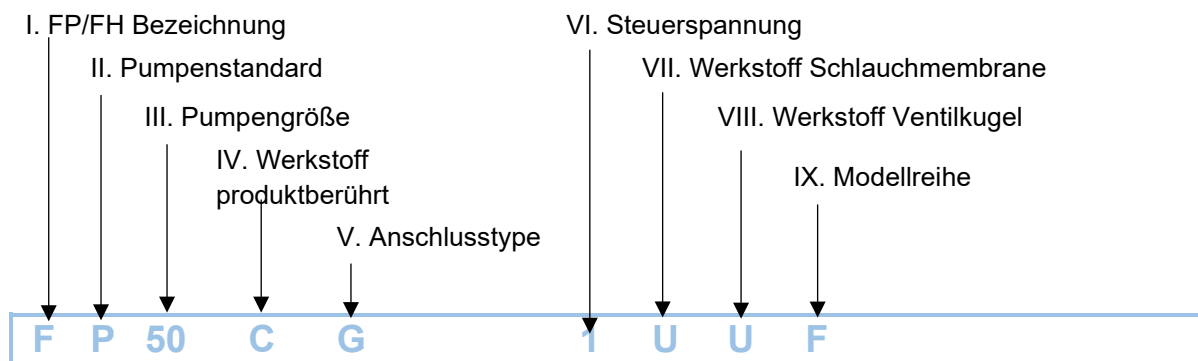 I. FP/FH Bezeichnung
VI. Steuerspannung
II. Pumpenstandard
VII. Werkstoff Schlauchmembrane
III. Pumpengröße
VIII. Werkstoff Ventilkugel
IV. Werkstoff
produktberührt
IX. Modellreihe
V. Anschlusstype
F P 50 C G 1 U U F